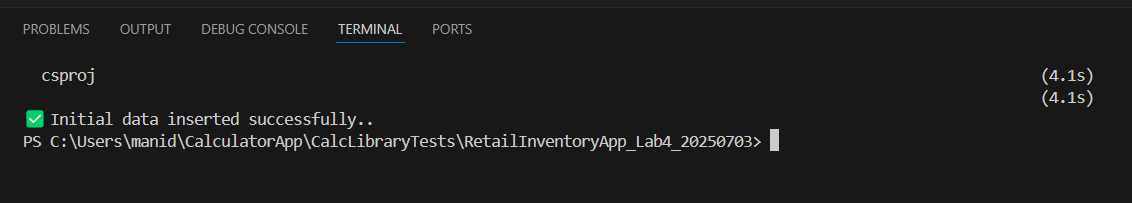 PROBLEMS OUTPUT DEBUG CONSOLE TERMINAL PORTS
csproj (4.1s)
(4.1s)
✅ Initial data inserted successfully..
PS C:\Users\manid\CalculatorApp\CalcLibraryTests\RetailInventoryApp_Lab4_20250703>